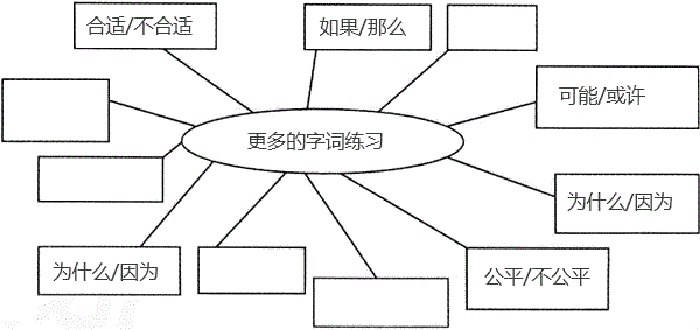 合适/不合适
如果/那么
可能/或许
更多的字词练习
为什么/因为
为什么/因为
公平/不公平